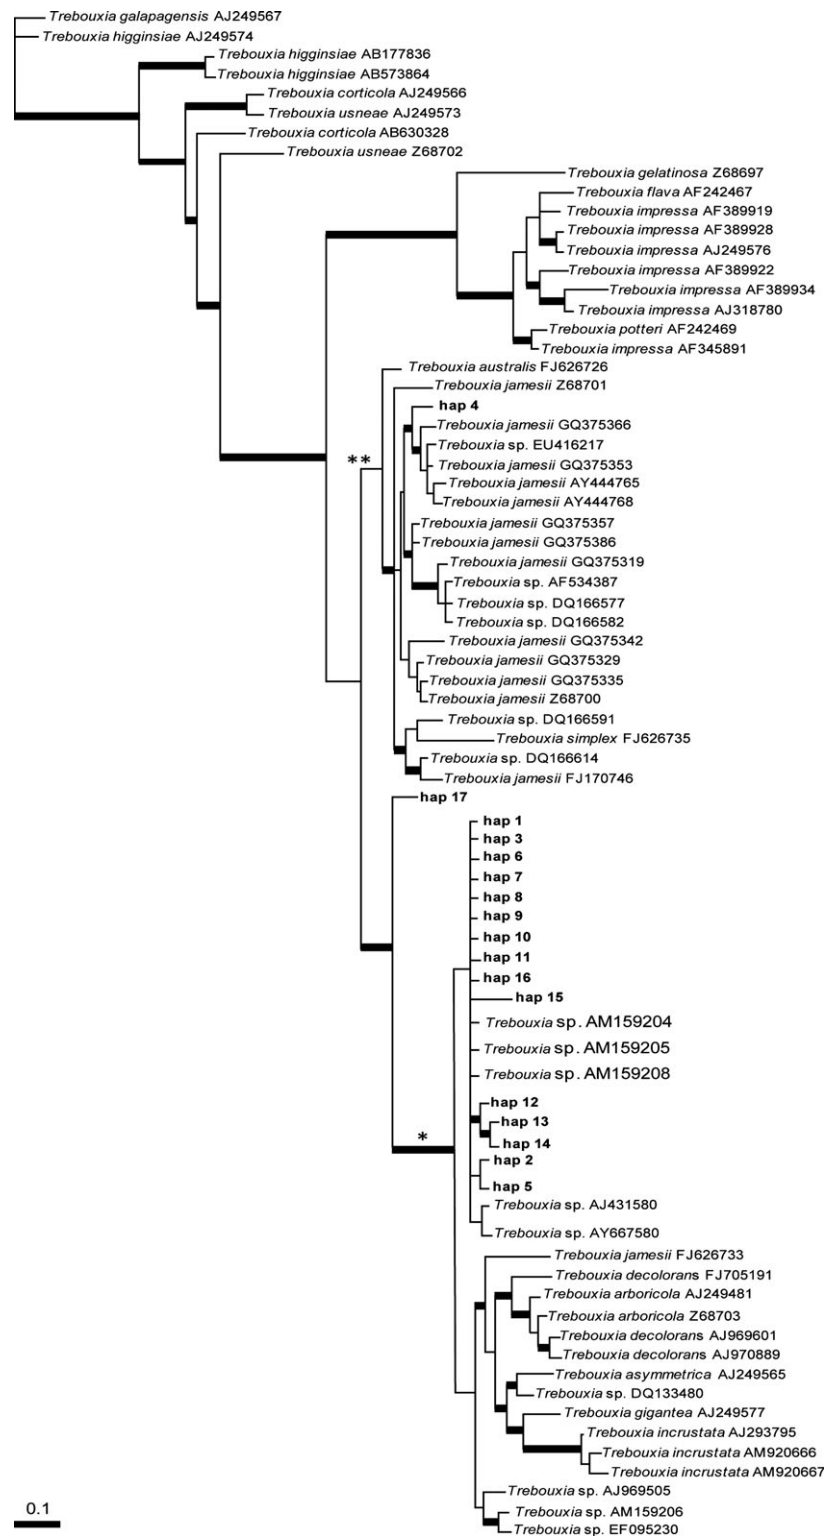 Trebouxia galapagensis AJ249567
Trebouxia higginsiae AJ249574
Trebouxia higginsiae AB177836
Trebouxia higginsiae AB573864
Trebouxia corticola AJ249566
Trebouxia usneae AJ249573
Trebouxia corticola AB630328
Trebouxia usneae Z68702
Trebouxia gelatinosa Z68697
Trebouxia flava AF242467
Trebouxia impressa AF389919
Trebouxia impressa AF389928
Trebouxia impressa AJ249576
Trebouxia impressa AF389922
Trebouxia impressa AF389934
Trebouxia impressa AJ318780
Trebouxia potteri AF242469
Trebouxia impressa AF345891
Trebouxia australis FJ626726
Trebouxia jamesii Z68701
hap 4
Trebouxia jamesii GQ375366
Trebouxia sp. EU416217
**
Trebouxia jamesii GQ375353
Trebouxia jamesii AY444765
Trebouxia jamesii AY444768
Trebouxia jamesii GQ375357
Trebouxia jamesii GQ375386
Trebouxia jamesii GQ375319
Trebouxia sp. AF534387
Trebouxia sp. DQ166577
Trebouxia sp. DQ166582
Trebouxia jamesii GQ375342
Trebouxia jamesii GQ375329
Trebouxia jamesii GQ375335
Trebouxia jamesii Z68700
Trebouxia sp. DQ166591
Trebouxia simplex FJ626735
Trebouxia sp. DQ166614
Trebouxia jamesii FJ170746
hap 17
hap 1
hap 3
hap 6
hap 7
hap 8
hap 9
hap 10
hap 11
hap 16
hap 15
Trebouxia sp. AM159204
Trebouxia sp. AM159205
Trebouxia sp. AM159208
hap 12
hap 13
*
hap 14
hap 2
hap 5
Trebouxia sp. AJ431580
Trebouxia sp. AY667580
Trebouxia jamesii FJ626733
Trebouxia decolorans FJ705191
Trebouxia arboricola AJ249481
Trebouxia arboricola Z68703
Trebouxia decolorans AJ969601
Trebouxia decolorans AJ970889
Trebouxia asymmetrica AJ249565
Trebouxia sp. DQ133480
Trebouxia gigantea AJ249577
Trebouxia incrustata AJ293795
Trebouxia incrustata AM920666
Trebouxia incrustata AM920667
Trebouxia sp. AJ969505
0.1
Trebouxia sp. AM159206
Trebouxia sp. EF095230